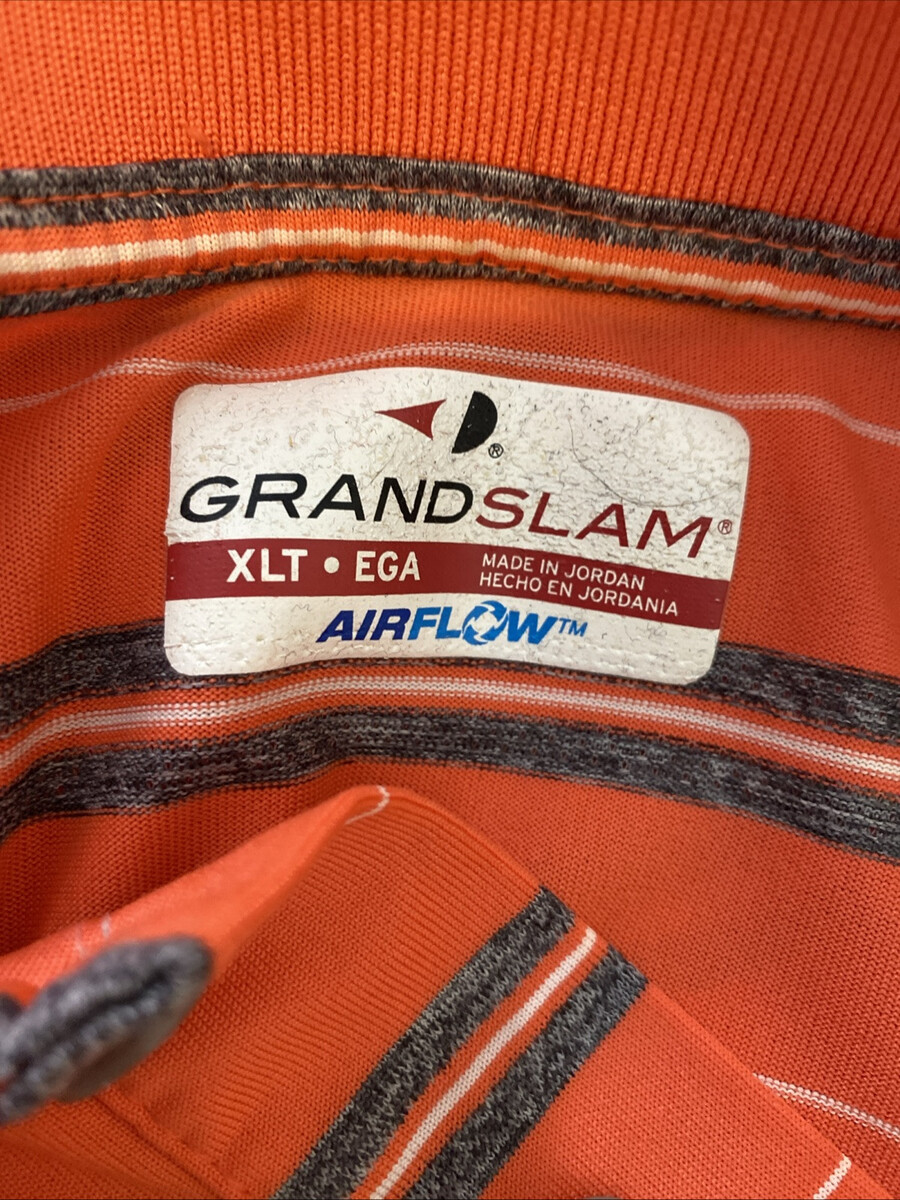 ®
GRANDSLAM®
XLT • EGA
MADE IN JORDAN
HECHO EN JORDANIA
AIRFLOW™